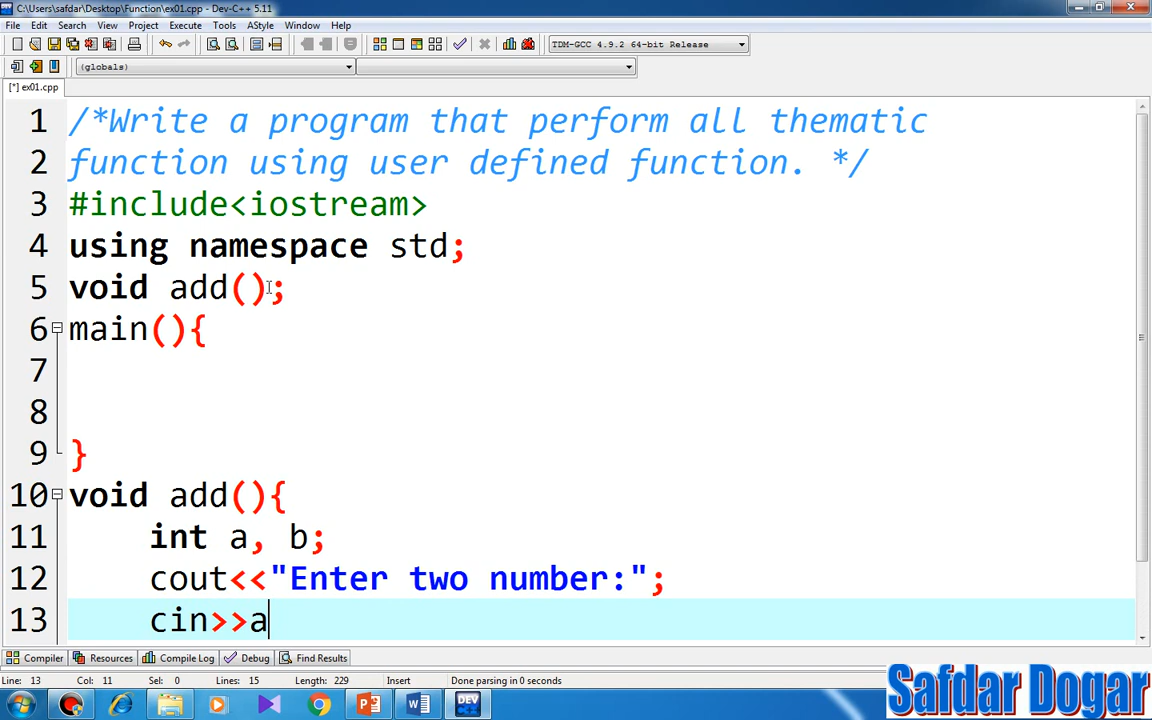 C:\Users\safdar\Desktop\Function\ex01.cpp - Dev-C++ 5.11
File Edit Search View Project Execute Tools AStyle Window Help
TDM-GCC 4.9.2 64-bit Release
(globals)
[*] ex01.cpp
1 /*Write a program that perform all thematic
2 function using user defined function. */
3 #include<iostream>
4 using namespace std;
5 void add();
6 main(){
7
8
9 }
10 void add(){
11 int a, b;
12 cout<<"Enter two number:";
13 cin>>a
Compiler Resources Compile Log Debug Find Results
Line: 13 Col: 11 Sel: 0 Lines: 15 Length: 229 Insert Done parsing in 0 seconds
DEV
Safdar Dogar